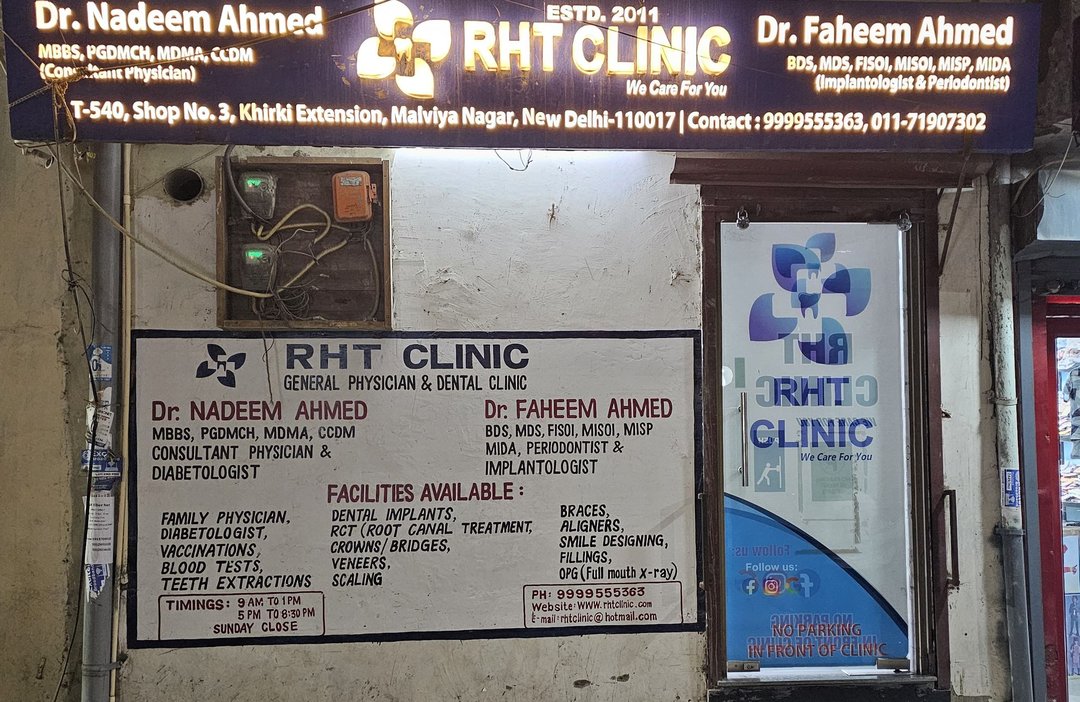 Dr. Nadeem Ahmed
MBBS, PGDMCH, MDMA, CCDM
(Consultant Physician)
ESTD. 2011
RHT CLINIC
We Care For You
Dr. Faheem Ahmed
BDS, MDS, FISOI, MISOI, MISP, MIDA
(Implantologist & Periodontist)
T-540, Shop No. 3, Khirki Extension, Malviya Nagar, New Delhi-110017 | Contact : 9999555363, 011-71907302
RHT CLINIC
GENERAL PHYSICIAN & DENTAL CLINIC
Dr. NADEEM AHMED
MBBS, PGDMCH, MDMA, CCDM
CONSULTANT PHYSICIAN &
DIABETOLOGIST
Dr. FAHEEM AHMED
BDS, MDS, FISOI, MISOI, MISP
MIDA, PERIODONTIST &
IMPLANTOLOGIST
FACILITIES AVAILABLE :
FAMILY PHYSICIAN,
DIABETOLOGIST,
VACCINATIONS,
BLOOD TESTS,
TEETH EXTRACTIONS
DENTAL IMPLANTS,
RCT (ROOT CANAL TREATMENT,
CROWNS/BRIDGES,
VENEERS,
SCALING
BRACES,
ALIGNERS,
SMILE DESIGNING,
FILLINGS,
OPG (Full mouth x-ray)
TIMINGS: 9 AM TO 1 PM
5 PM TO 8:30 PM
SUNDAY CLOSE
PH: 9999555363
Website: WWW.rhtclinic.com
E-mail: rhtclinic@hotmail.com
RHT
CLINIC
We Care For You
Follow us:
NO PARKING
IN FRONT OF CLINIC